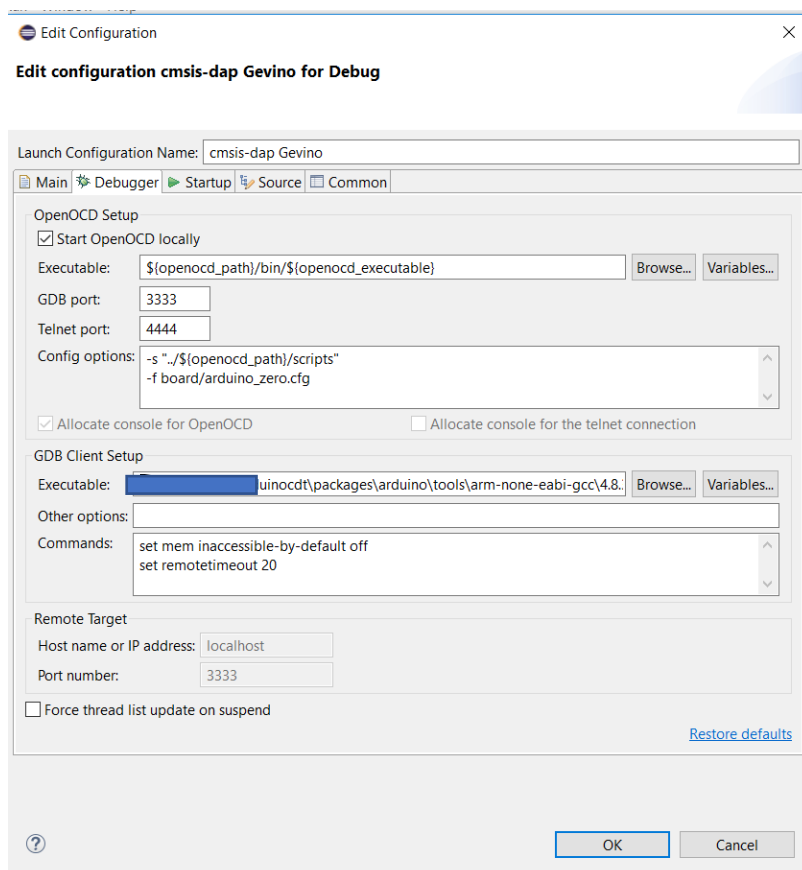 Edit Configuration
Edit configuration cmsis-dap Gevino for Debug
Launch Configuration Name: cmsis-dap Gevino
Main Debugger Startup Source Common
OpenOCD Setup
Start OpenOCD locally
Executable: ${openocd_path}/bin/${openocd_executable} Browse... Variables...
GDB port: 3333
Telnet port: 4444
Config options: -s "../${openocd_path}/scripts"
-f board/arduino_zero.cfg
Allocate console for OpenOCD Allocate console for the telnet connection
GDB Client Setup
Executable: uinocdt\packages\arduino\tools\arm-none-eabi-gcc\4.8. Browse... Variables...
Other options:
Commands: set mem inaccessible-by-default off
set remotetimeout 20
Remote Target
Host name or IP address: localhost
Port number: 3333
Force thread list update on suspend
Restore defaults
OK Cancel